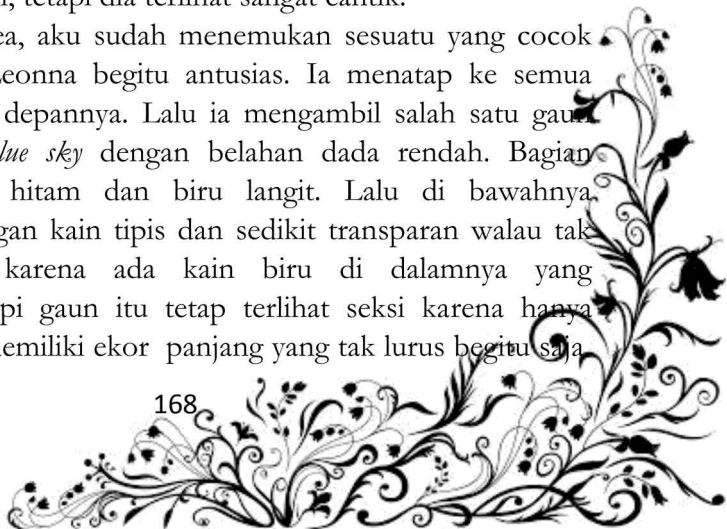 , tetapi dia terlihat sangat cantik.
ea, aku sudah menemukan sesuatu yang cocok
eonna begitu antusias. Ia menatap ke semua
depannya. Lalu ia mengambil salah satu gaun
lue sky dengan belahan dada rendah. Bagian
hitam dan biru langit. Lalu di bawahnya
gan kain tipis dan sedikit transparan walau tak
karena ada kain biru di dalamnya yang
pi gaun itu tetap terlihat seksi karena hanya
emiliki ekor panjang yang tak lurus begitu saja
168